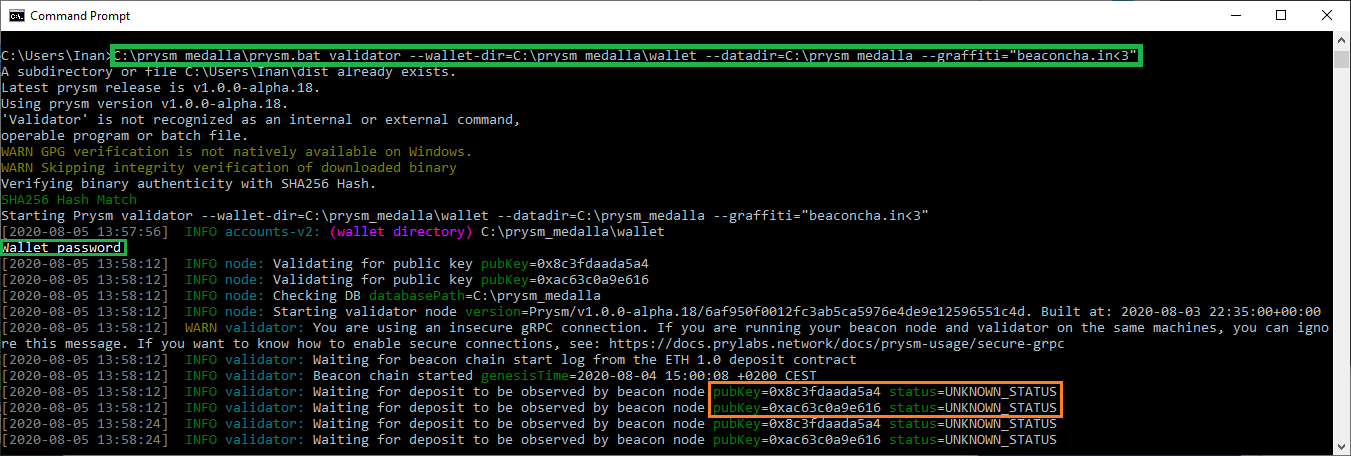 Command Prompt
C:\Users\Inan>C:\prysm_medalla\prysm.bat validator --wallet-dir=C:\prysm_medalla\wallet --datadir=C:\prysm_medalla --graffiti="beaconcha.in<3"
A subdirectory or file C:\Users\Inan\dist already exists.
Latest prysm release is v1.0.0-alpha.18.
Using prysm version v1.0.0-alpha.18.
'Validator' is not recognized as an internal or external command,
operable program or batch file.
WARN GPG verification is not natively available on Windows.
WARN Skipping integrity verification of downloaded binary
Verifying binary authenticity with SHA256 Hash.
SHA256 Hash Match
Starting Prysm validator --wallet-dir=C:\prysm_medalla\wallet --datadir=C:\prysm_medalla --graffiti="beaconcha.in<3"
[2020-08-05 13:57:56]  INFO accounts-v2: (wallet directory) C:\prysm_medalla\wallet
Wallet password
[2020-08-05 13:58:12]  INFO node: Validating for public key pubKey=0x8c3fdaada5a4
[2020-08-05 13:58:12]  INFO node: Validating for public key pubKey=0xac63c0a9e616
[2020-08-05 13:58:12]  INFO node: Checking DB databasePath=C:\prysm_medalla
[2020-08-05 13:58:12]  INFO node: Starting validator node version=Prysm/v1.0.0-alpha.18/6af950f0012fc3ab5ca5976e4de9e12596551c4d. Built at: 2020-08-03 22:35:00+00:00
[2020-08-05 13:58:12]  WARN validator: You are using an insecure gRPC connection. If you are running your beacon node and validator on the same machines, you can igno
re this message. If you want to know how to enable secure connections, see: https://docs.prylabs.network/docs/prysm-usage/secure-grpc
[2020-08-05 13:58:12]  INFO validator: Waiting for beacon chain start log from the ETH 1.0 deposit contract
[2020-08-05 13:58:12]  INFO validator: Beacon chain started genesisTime=2020-08-04 15:00:08 +0200 CEST
[2020-08-05 13:58:12]  INFO validator: Waiting for deposit to be observed by beacon node pubKey=0x8c3fdaada5a4 status=UNKNOWN_STATUS
[2020-08-05 13:58:12]  INFO validator: Waiting for deposit to be observed by beacon node pubKey=0xac63c0a9e616 status=UNKNOWN_STATUS
[2020-08-05 13:58:24]  INFO validator: Waiting for deposit to be observed by beacon node pubKey=0x8c3fdaada5a4 status=UNKNOWN_STATUS
[2020-08-05 13:58:24]  INFO validator: Waiting for deposit to be observed by beacon node pubKey=0xac63c0a9e616 status=UNKNOWN_STATUS